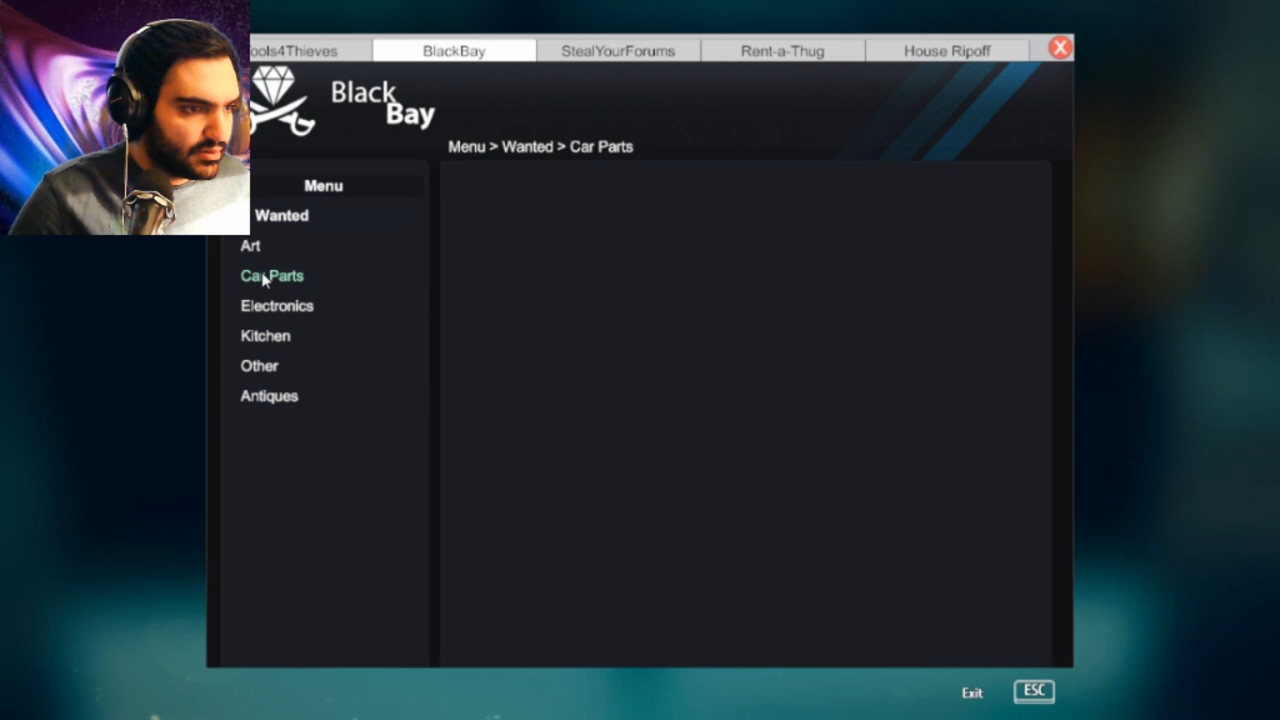 ools4Thieves
BlackBay
StealYourForums
Rent-a-Thug
House Ripoff
Black
Bay
Menu > Wanted > Car Parts
Menu
Wanted
Art
Car Parts
Electronics
Kitchen
Other
Antiques
Exit
ESC